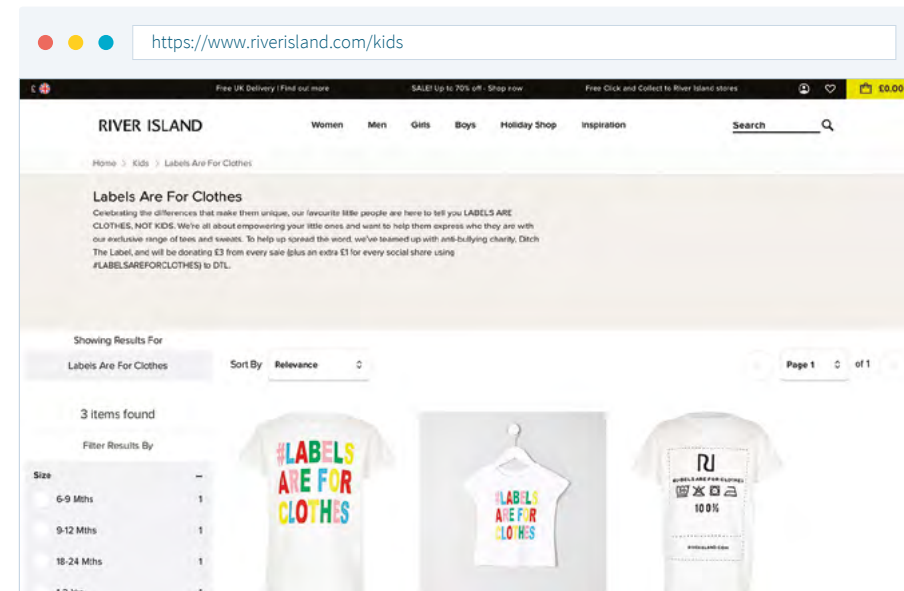 https://www.riverisland.com/kids
£
Free UK Delivery | Find out more
SALE! Up to 70% off - Shop now
Free Click and Collect to River Island stores
£0.00
RIVER ISLAND
Women
Men
Girls
Boys
Holiday Shop
Inspiration
Search
Home > Kids > Labels Are For Clothes
Labels Are For Clothes
Celebrating the differences that make them unique, our favourite little people are here to tell you LABELS ARE
CLOTHES, NOT KIDS. We're all about empowering your little ones and want to help them express who they are with
our exclusive range of tees and sweats. To help up spread the word, we've teamed up with anti-bullying charity, Ditch
The Label, and will be donating £3 from every sale (plus an extra £1 for every social share using
#LABELSAREFORCLOTHES) to DTL.
Showing Results For
Labels Are For Clothes
Sort By
Relevance
Page 1
of 1
3 items found
Filter Results By
Size
–
6-9 Mths
1
9-12 Mths
1
18-24 Mths
1
#LABELS
ARE FOR
CLOTHES
#LABELS
ARE FOR
CLOTHES
RI
#LABELS ARE FOR CLOTHES
100%
RIVERISLAND.COM